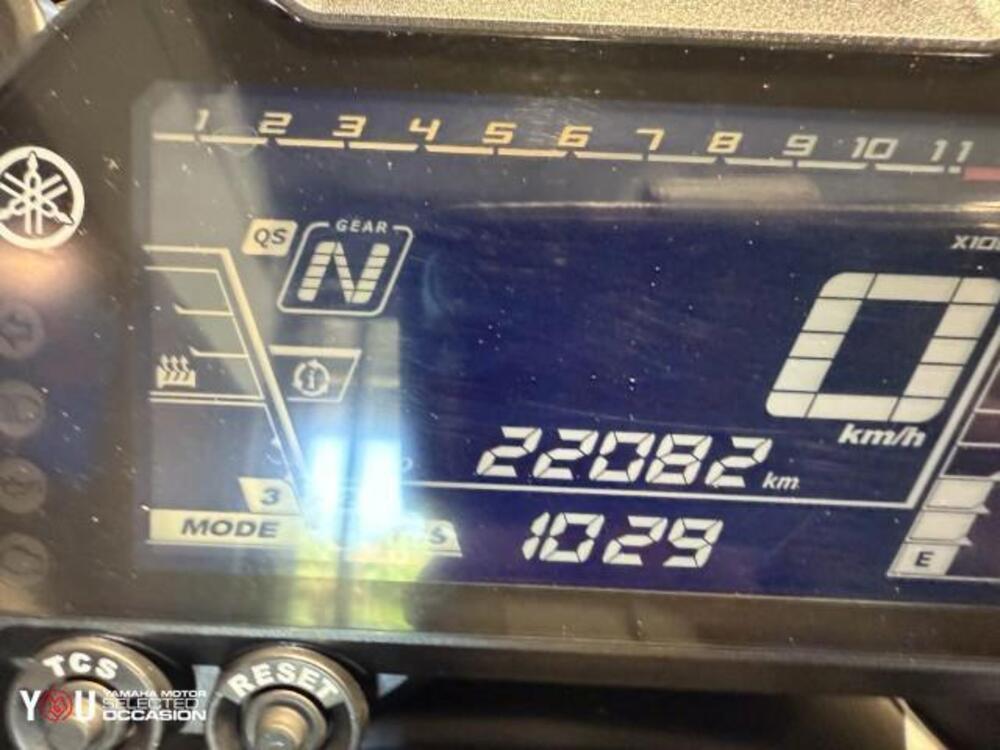 1 2 3 4 5 6 7 8 9 10 11
QS GEAR
N
0
km/h
22082 km
3
MODE
1029
E
TCS RESET
YOU YAMAHA MOTOR SELECTED OCCASION